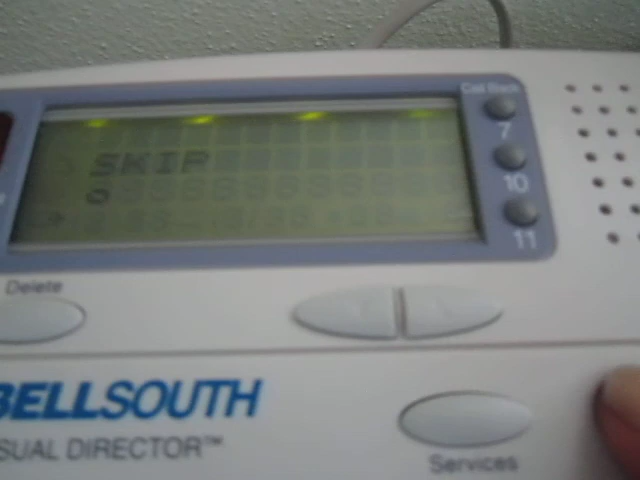 Call Back
SKIP
7
10
11
Delete
BELLSOUTH
SUAL DIRECTOR™
Services